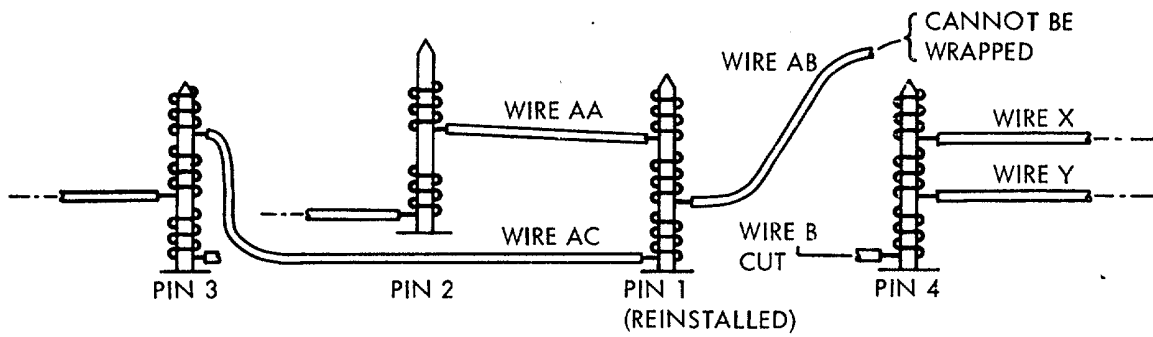 CANNOT BE
WRAPPED
WIRE AB
WIRE AA
WIRE X
WIRE Y
WIRE AC
WIRE B
CUT
PIN 3
PIN 2
PIN 1
(REINSTALLED)
PIN 4